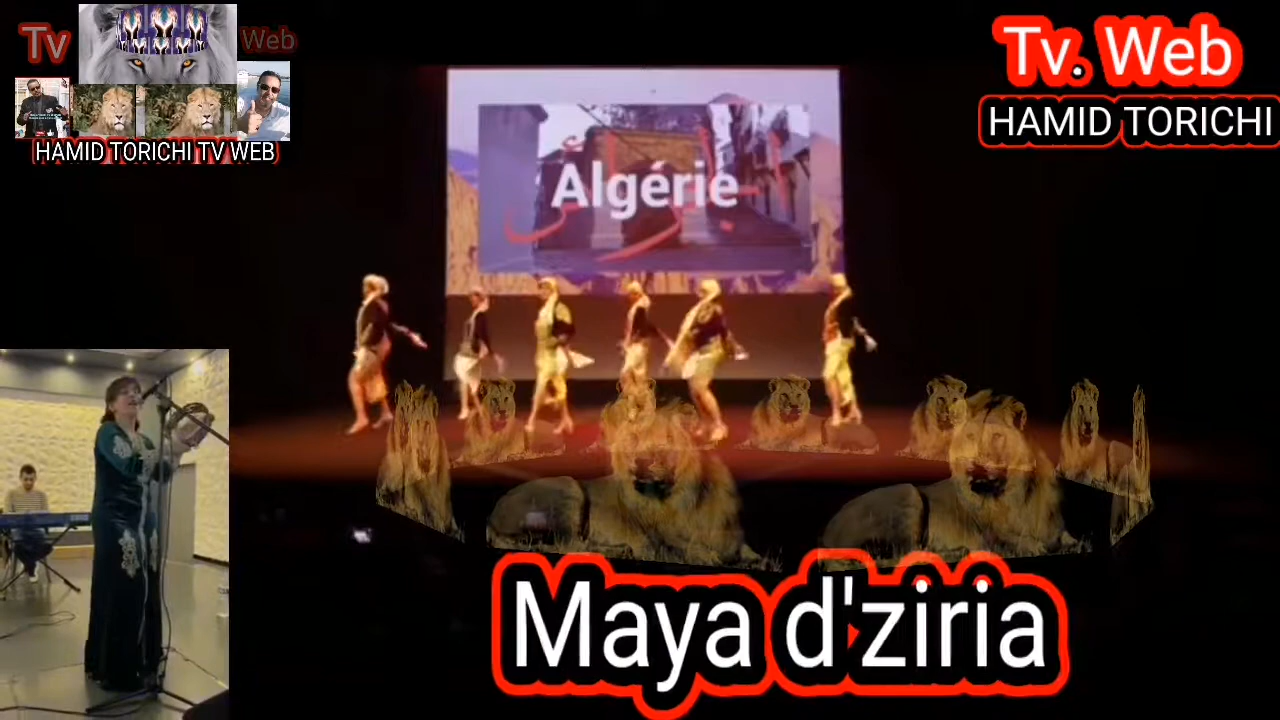 Tv
Web
HAMID TORICHI TV WEB
Tv. Web
HAMID TORICHI
Algérie
Maya d'ziria